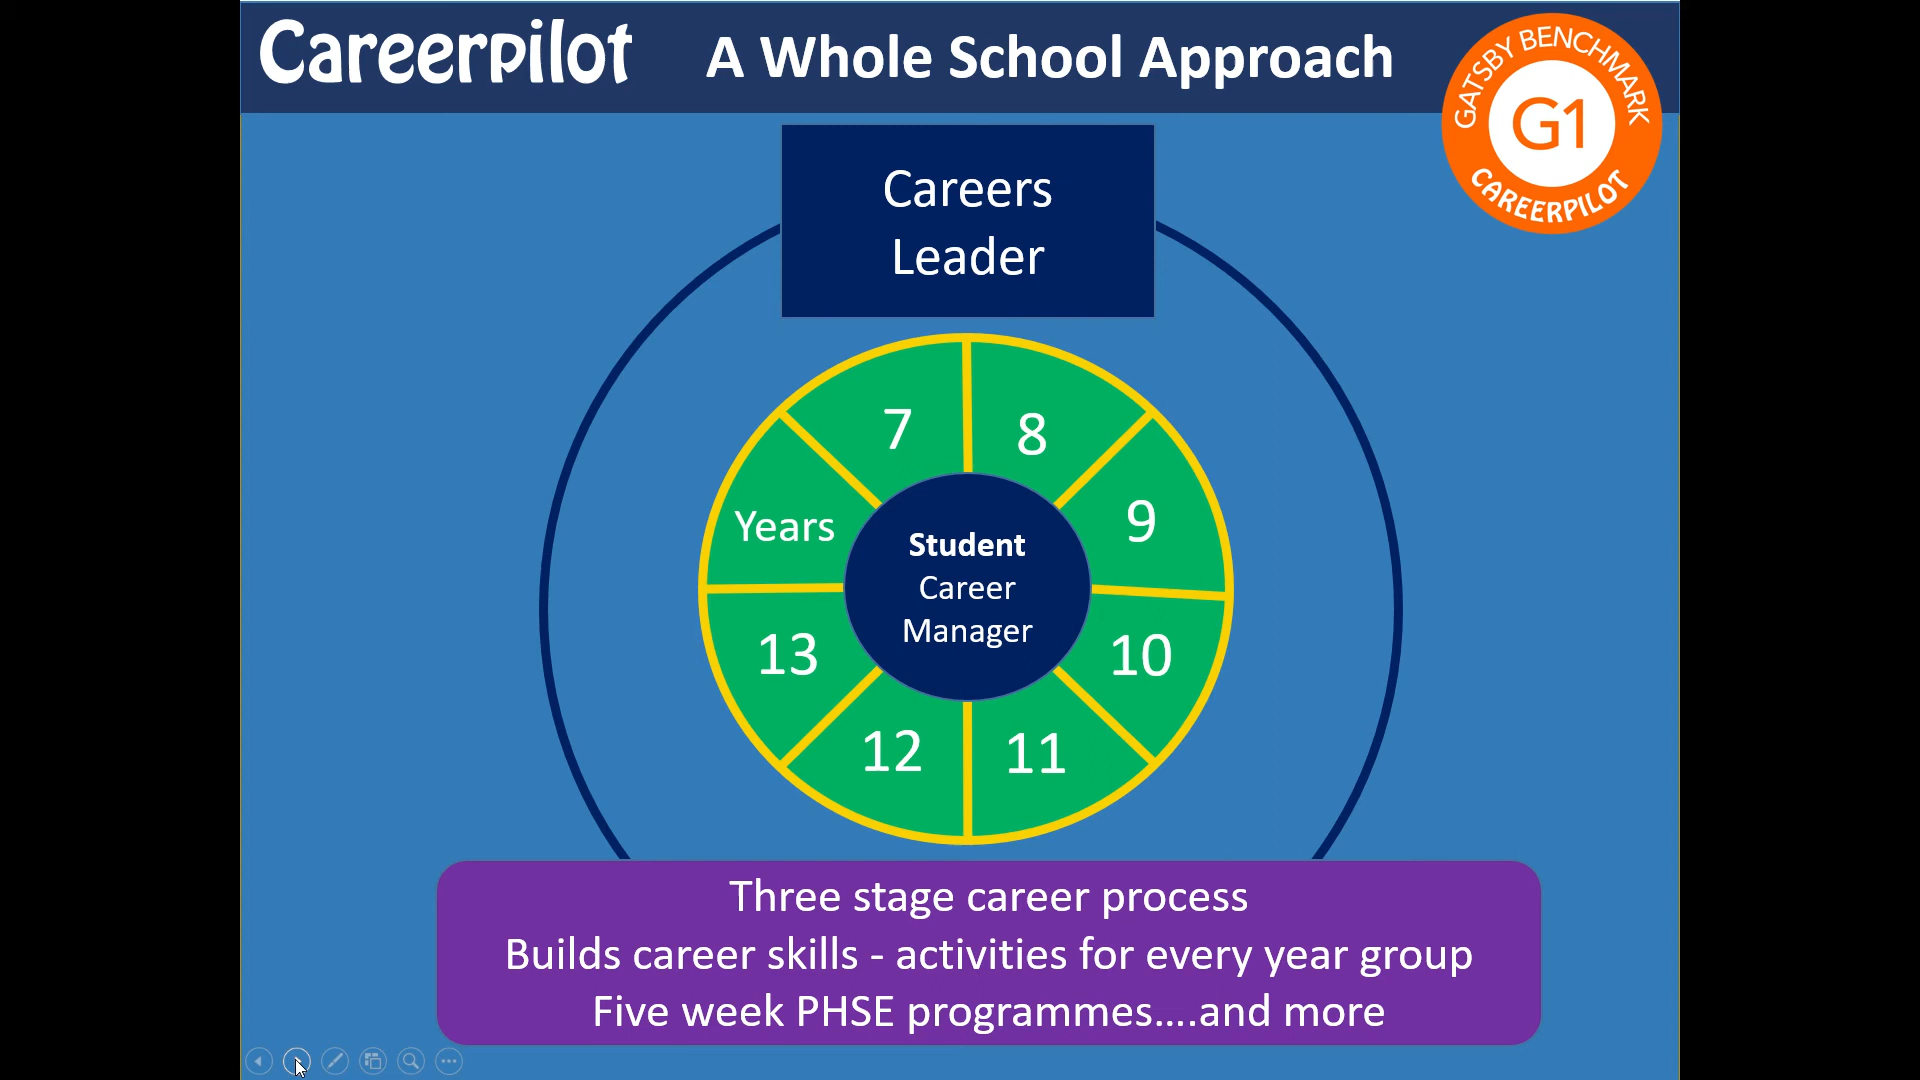 Careerpilot
A Whole School Approach
GATSBY BENCHMARK
G1
CAREERPILOT
Careers
Leader
7
8
Years
9
Student
Career
Manager
13
10
12
11
Three stage career process
Builds career skills - activities for every year group
Five week PHSE programmes....and more